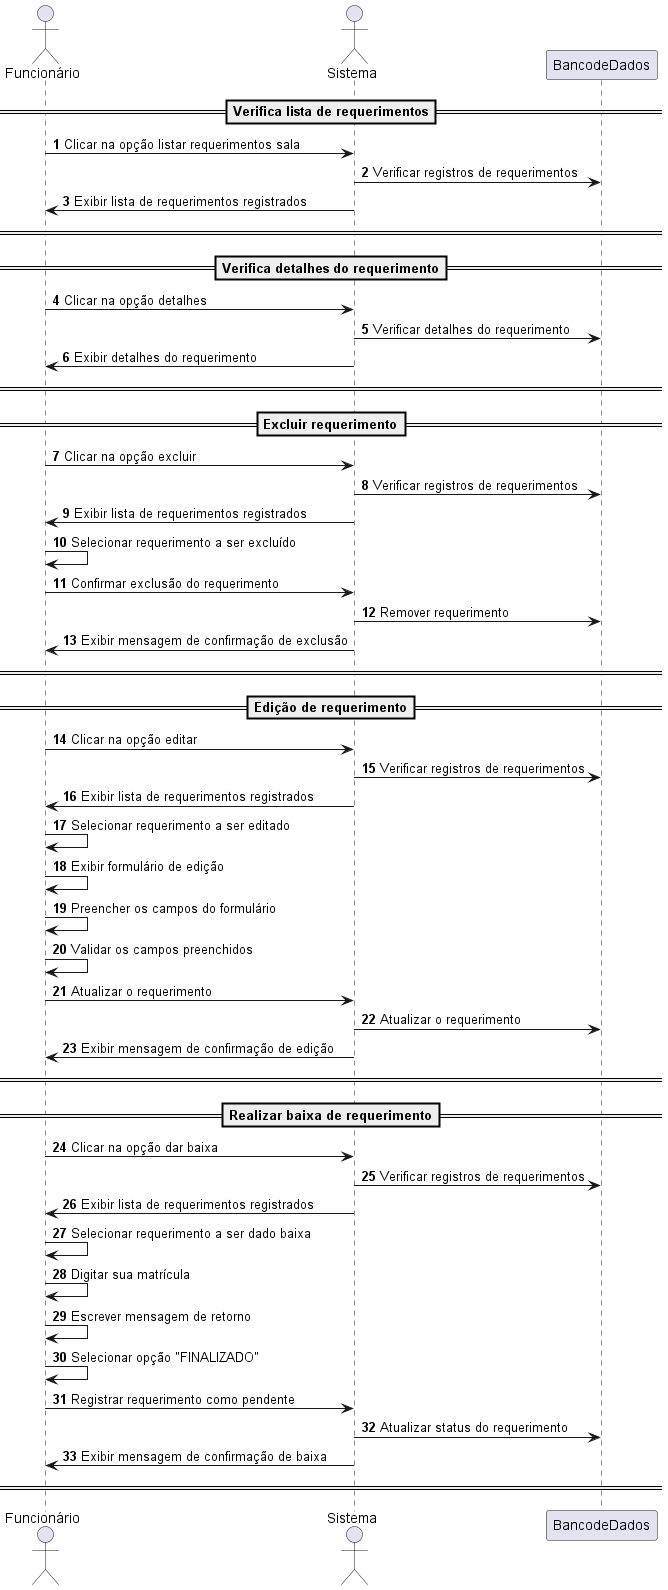 Funcionário
Sistema
BancodeDados
Verifica lista de requerimentos
1 Clicar na opção listar requerimentos sala
2 Verificar registros de requerimentos
3 Exibir lista de requerimentos registrados
Verifica detalhes do requerimento
4 Clicar na opção detalhes
5 Verificar detalhes do requerimento
6 Exibir detalhes do requerimento
Excluir requerimento
7 Clicar na opção excluir
8 Verificar registros de requerimentos
9 Exibir lista de requerimentos registrados
10 Selecionar requerimento a ser excluído
11 Confirmar exclusão do requerimento
12 Remover requerimento
13 Exibir mensagem de confirmação de exclusão
Edição de requerimento
14 Clicar na opção editar
15 Verificar registros de requerimentos
16 Exibir lista de requerimentos registrados
17 Selecionar requerimento a ser editado
18 Exibir formulário de edição
19 Preencher os campos do formulário
20 Validar os campos preenchidos
21 Atualizar o requerimento
22 Atualizar o requerimento
23 Exibir mensagem de confirmação de edição
Realizar baixa de requerimento
24 Clicar na opção dar baixa
25 Verificar registros de requerimentos
26 Exibir lista de requerimentos registrados
27 Selecionar requerimento a ser dado baixa
28 Digitar sua matrícula
29 Escrever mensagem de retorno
30 Selecionar opção "FINALIZADO"
31 Registrar requerimento como pendente
32 Atualizar status do requerimento
33 Exibir mensagem de confirmação de baixa
Funcionário
Sistema
BancodeDados